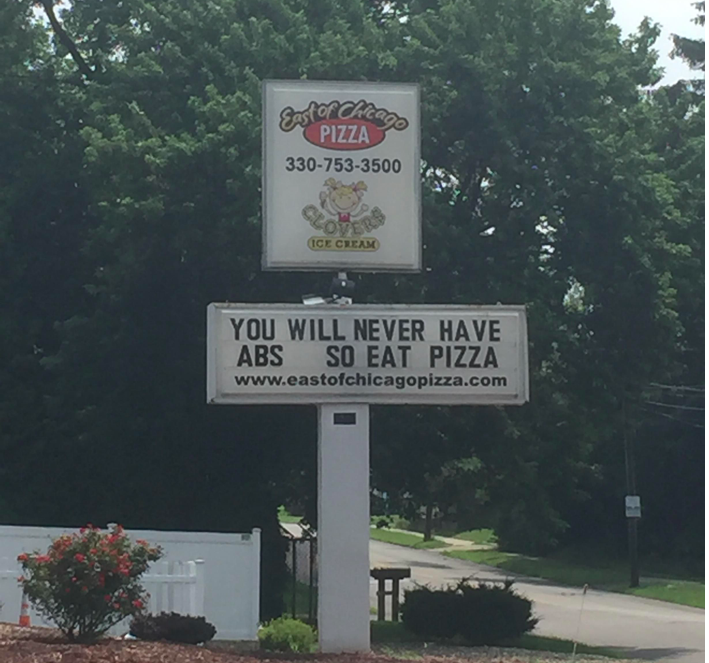 East of Chicago
PIZZA
330-753-3500
CLOVERS
ICE CREAM
YOU WILL NEVER HAVE
ABS SO EAT PIZZA
www.eastofchicagopizza.com